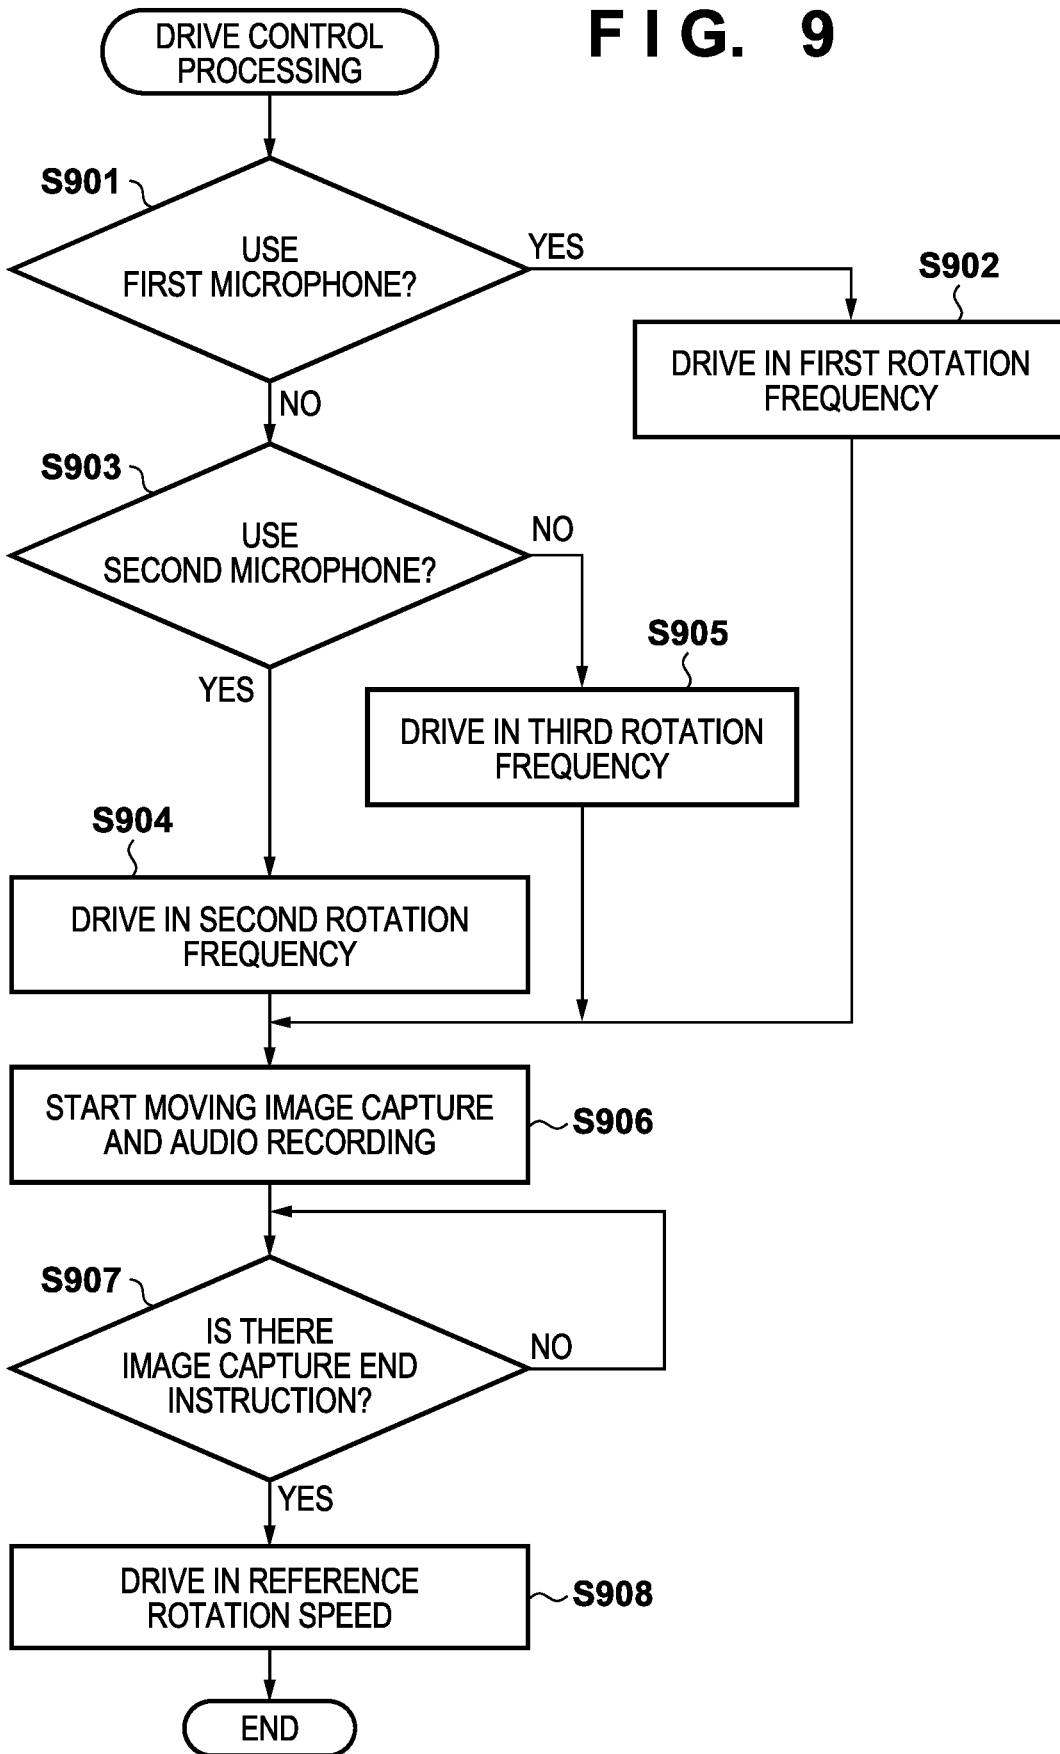 FIG. 9
DRIVE CONTROL
PROCESSING
S901
USE
FIRST MICROPHONE?
YES
S902
DRIVE IN FIRST ROTATION
FREQUENCY
NO
S903
USE
SECOND MICROPHONE?
NO
YES
S905
DRIVE IN THIRD ROTATION
FREQUENCY
S904
DRIVE IN SECOND ROTATION
FREQUENCY
START MOVING IMAGE CAPTURE
AND AUDIO RECORDING
S906
S907
IS THERE
IMAGE CAPTURE END
INSTRUCTION?
NO
YES
DRIVE IN REFERENCE
ROTATION SPEED
S908
END